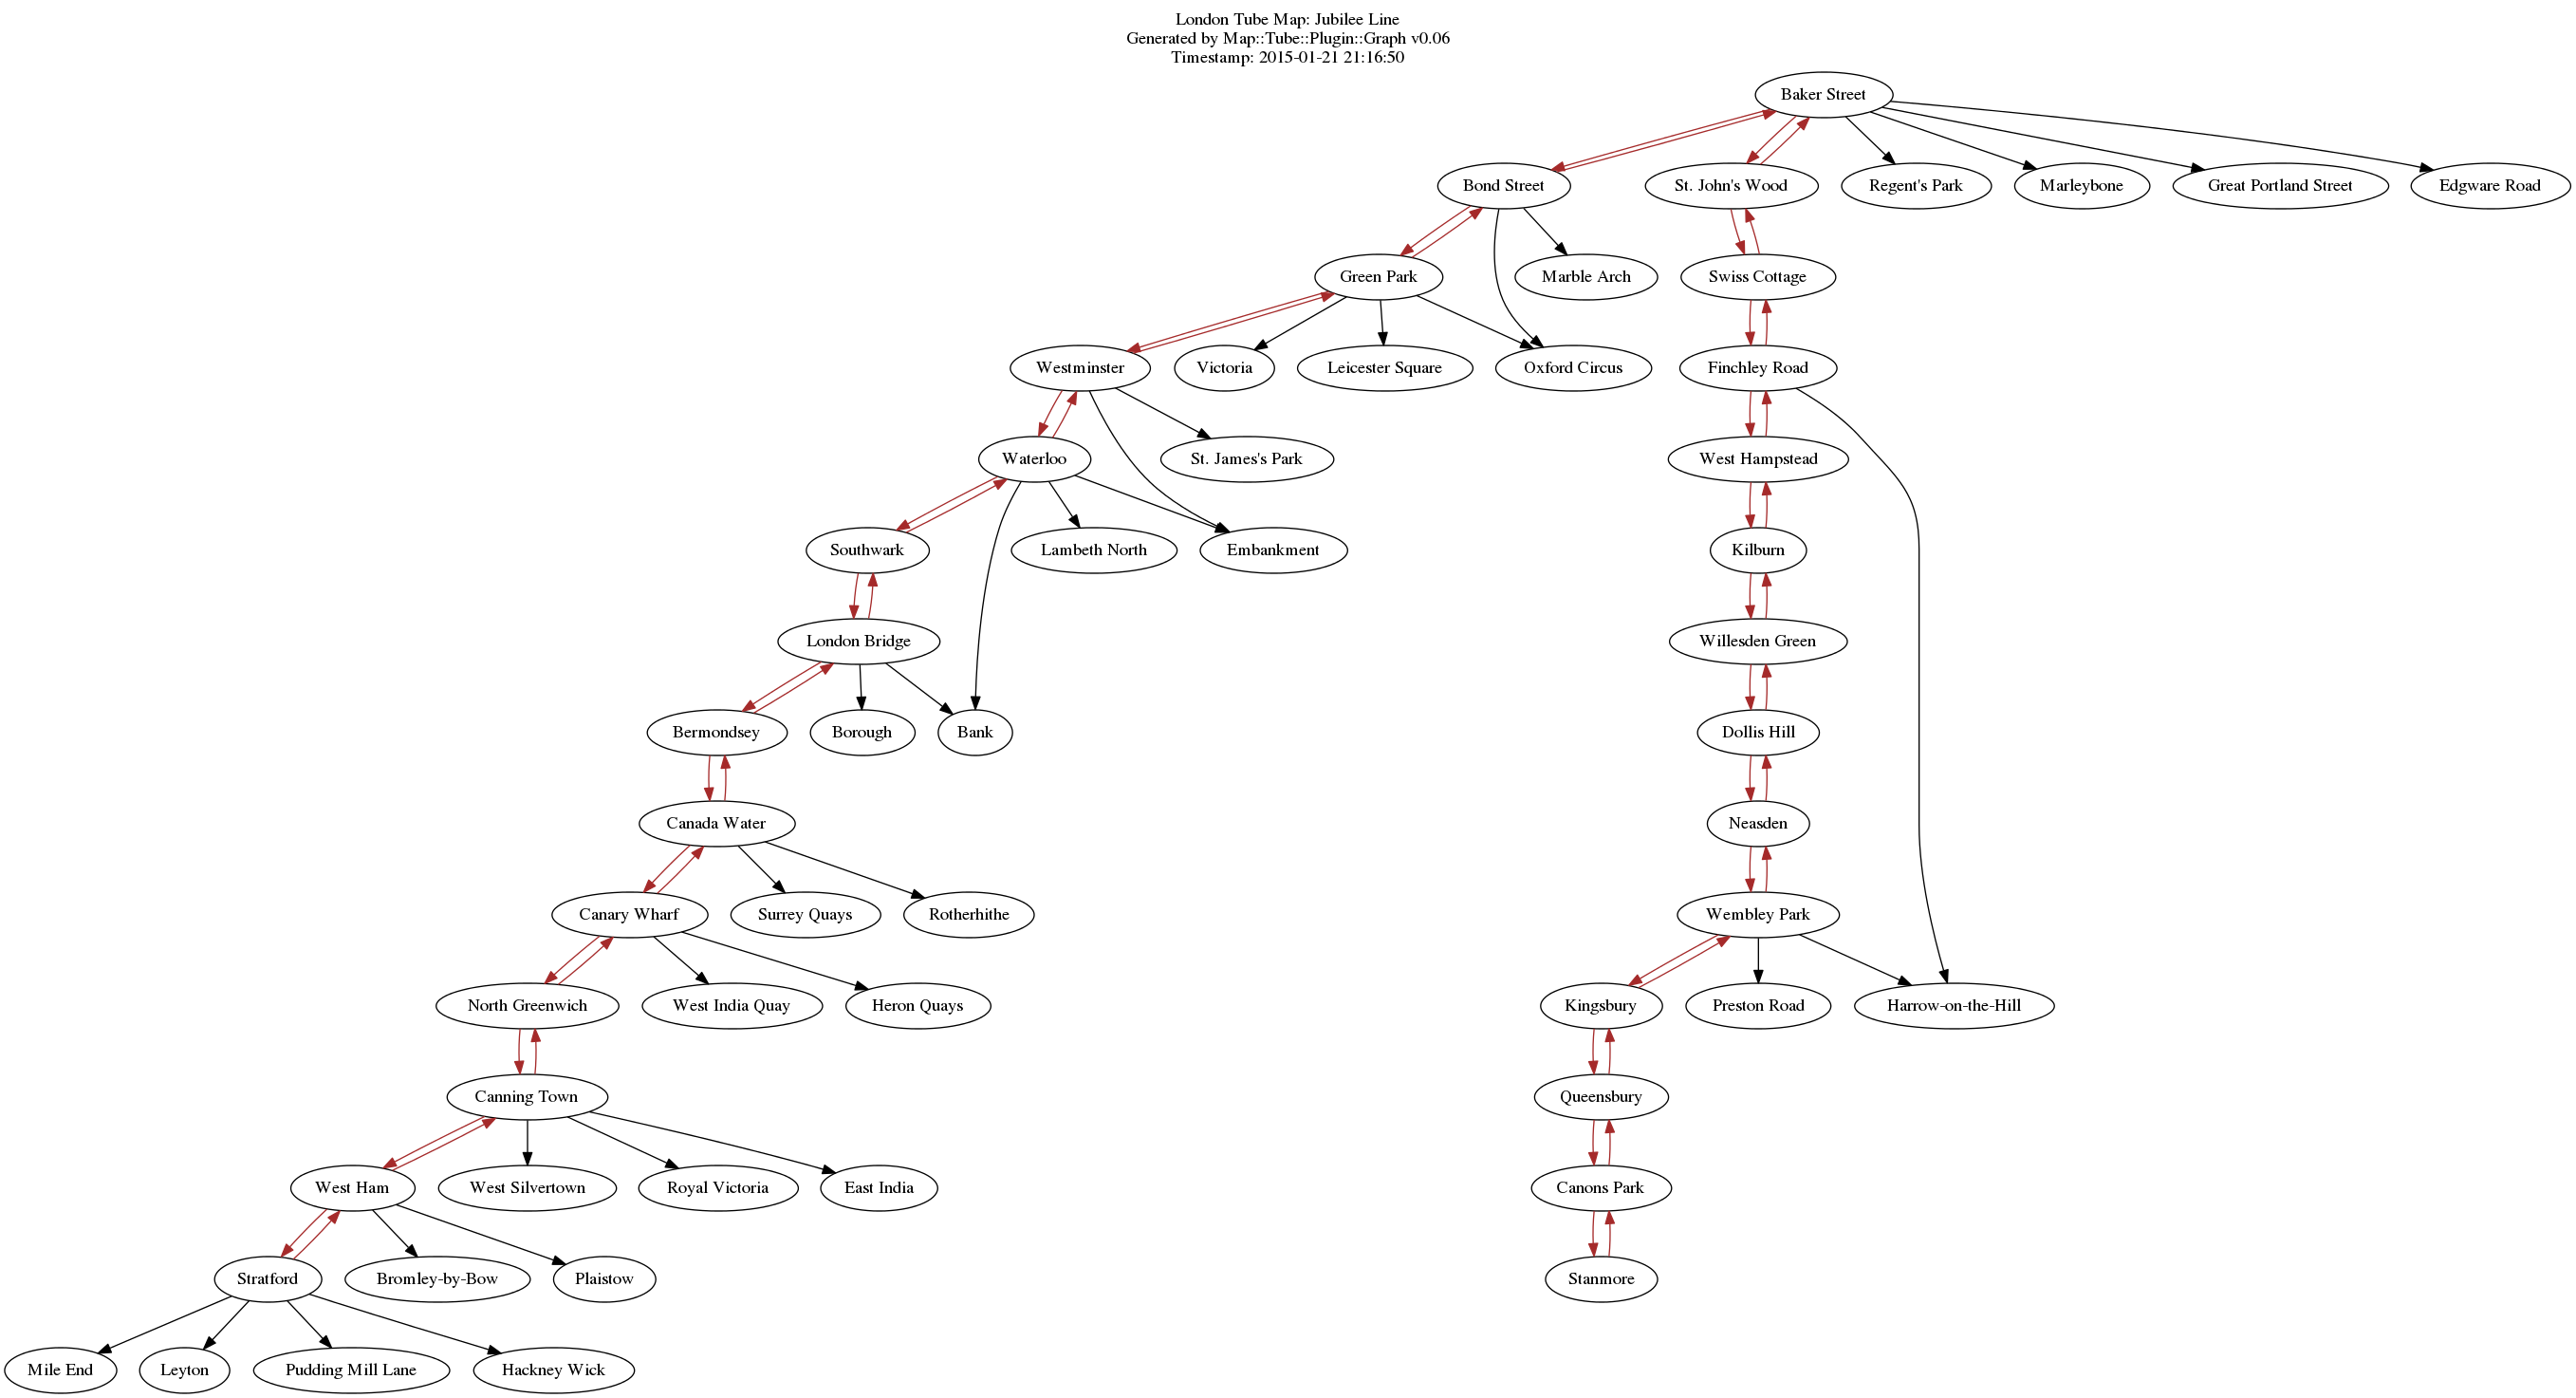 London Tube Map: Jubilee Line
Generated by Map::Tube::Plugin::Graph v0.06
Timestamp: 2015-01-21 21:16:50
Baker Street
Bond Street
St. John's Wood
Regent's Park
Marleybone
Great Portland Street
Edgware Road
Green Park
Marble Arch
Swiss Cottage
Westminster
Victoria
Leicester Square
Oxford Circus
Finchley Road
Waterloo
St. James's Park
West Hampstead
Southwark
Lambeth North
Embankment
Kilburn
London Bridge
Willesden Green
Bermondsey
Borough
Bank
Dollis Hill
Canada Water
Neasden
Canary Wharf
Surrey Quays
Rotherhithe
Wembley Park
North Greenwich
West India Quay
Heron Quays
Kingsbury
Preston Road
Harrow-on-the-Hill
Canning Town
Queensbury
West Ham
West Silvertown
Royal Victoria
East India
Canons Park
Stratford
Bromley-by-Bow
Plaistow
Stanmore
Mile End
Leyton
Pudding Mill Lane
Hackney Wick